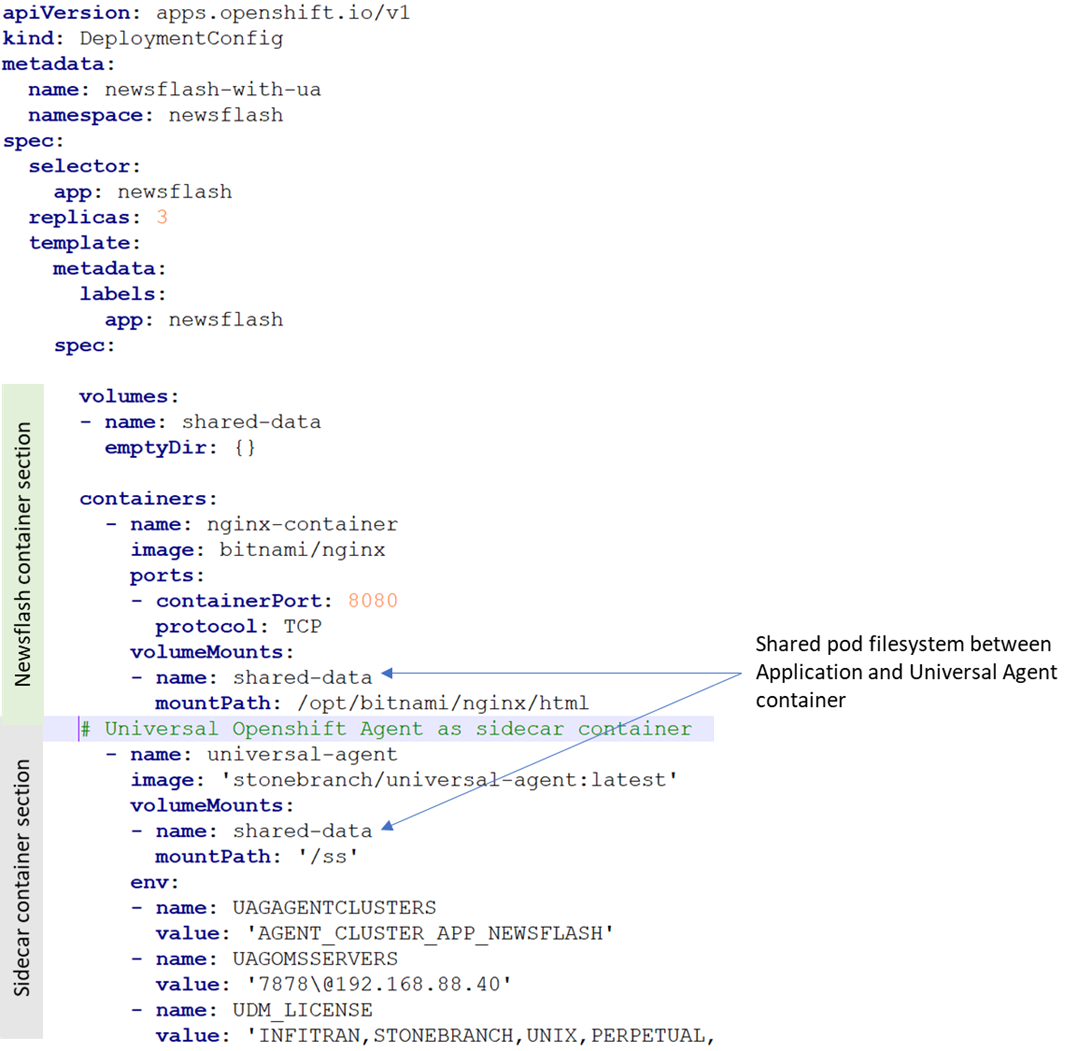 apiVersion: apps.openshift.io/v1
kind: DeploymentConfig
metadata:
  name: newsflash-with-ua
  namespace: newsflash
spec:
  selector:
    app: newsflash
  replicas: 3
  template:
    metadata:
      labels:
        app: newsflash
    spec:
      volumes:
      - name: shared-data
        emptyDir: {}
      containers:
        - name: nginx-container
          image: bitnami/nginx
          ports:
          - containerPort: 8080
            protocol: TCP
          volumeMounts:
          - name: shared-data
            mountPath: /opt/bitnami/nginx/html
      # Universal Openshift Agent as sidecar container
        - name: universal-agent
          image: 'stonebranch/universal-agent:latest'
          volumeMounts:
          - name: shared-data
            mountPath: '/ss'
          env:
          - name: UAGAGENTCLUSTERS
            value: 'AGENT_CLUSTER_APP_NEWSFLASH'
          - name: UAGOMSSERVERS
            value: '7878\@192.168.88.40'
          - name: UDM_LICENSE
            value: 'INFITRAN,STONEBRANCH,UNIX,PERPETUAL,
Newsflash container section
Sidecar container section
Shared pod filesystem between
Application and Universal Agent
container